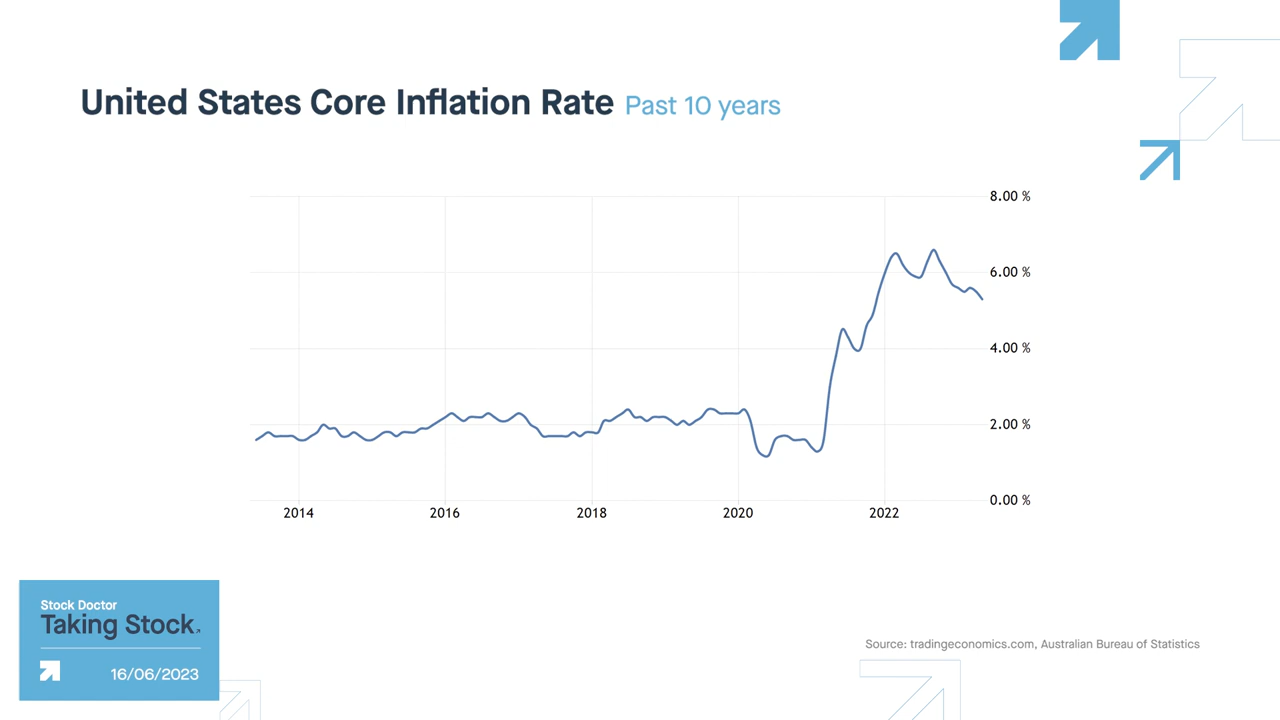 United States Core Inflation Rate Past 10 years
8.00 %
6.00 %
4.00 %
2.00 %
0.00 %
2014 2016 2018 2020 2022
Stock Doctor
Taking Stock.
16/06/2023
Source: tradingeconomics.com, Australian Bureau of Statistics